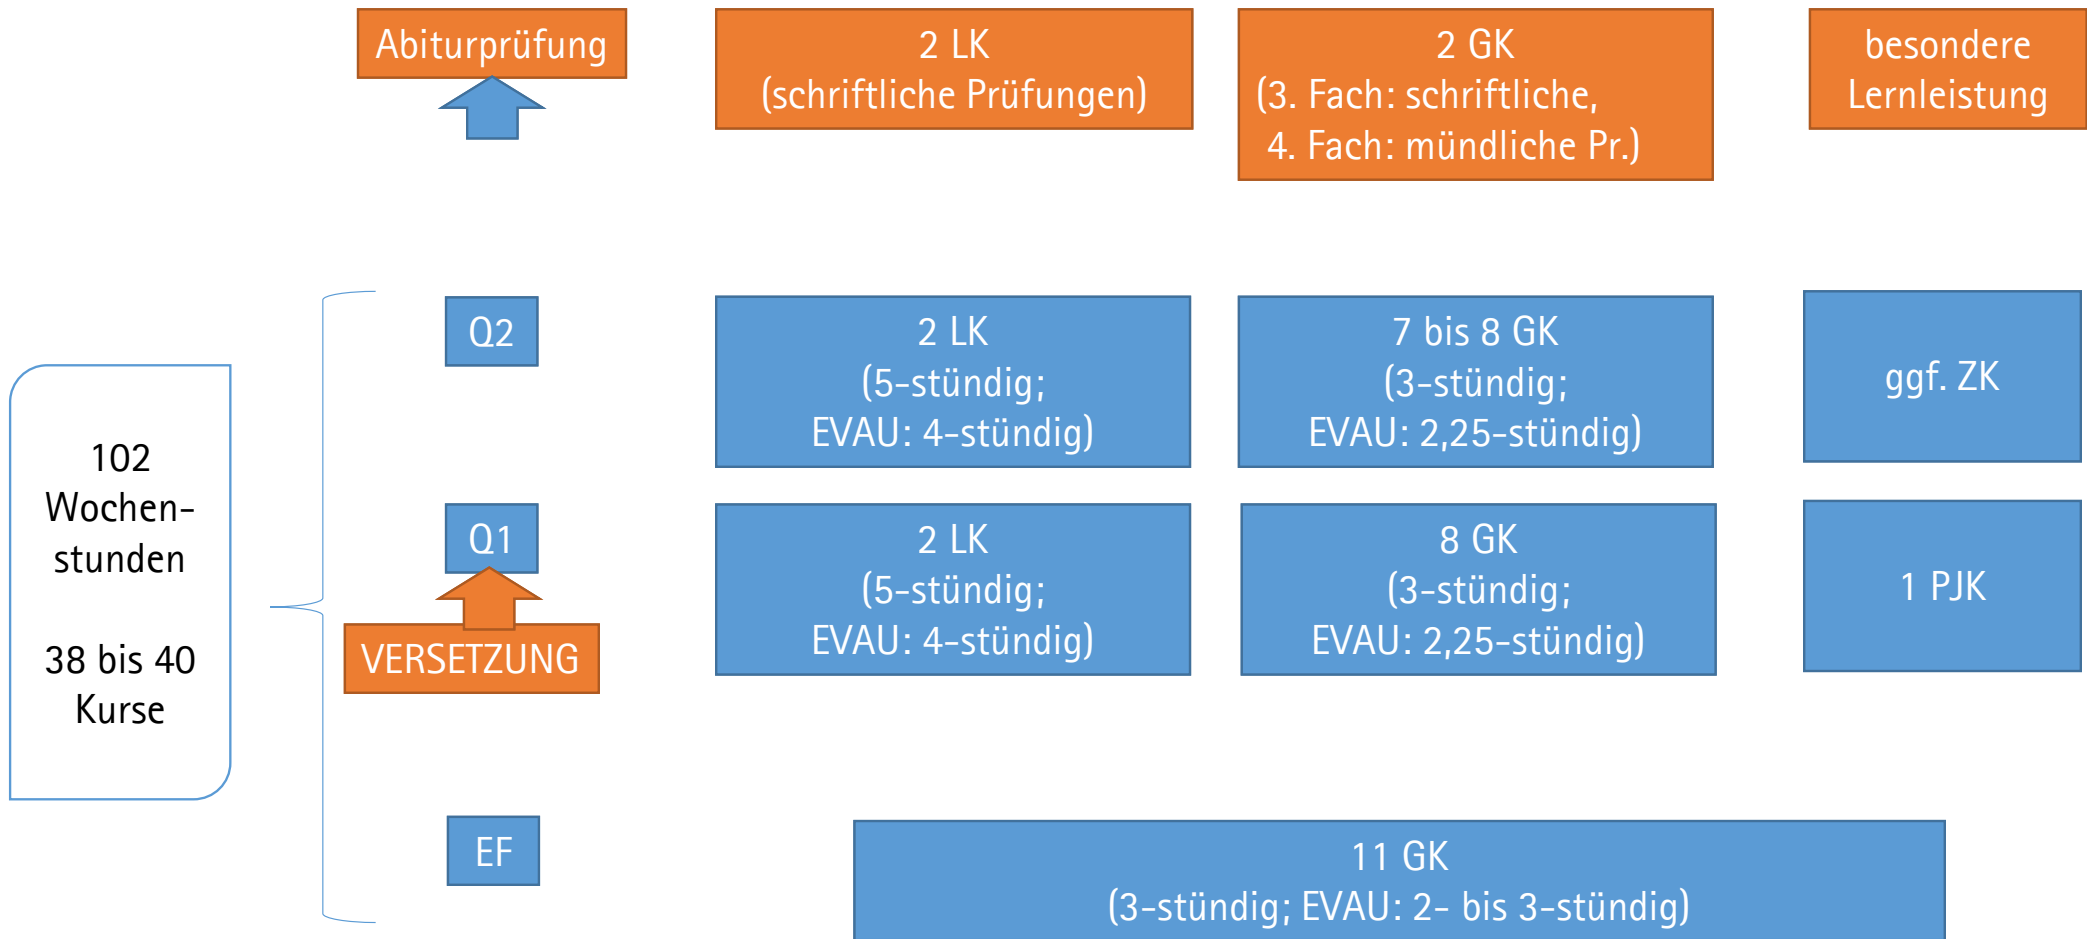 Abiturprüfung
2 LK
(schriftliche Prüfungen)
2 GK
(3. Fach: schriftliche,
4. Fach: mündliche Pr.)
besondere
Lernleistung
Q2
2 LK
(5-stündig;
EVAU: 4-stündig)
7 bis 8 GK
(3-stündig;
EVAU: 2,25-stündig)
ggf. ZK
102
Wochen-
stunden
38 bis 40
Kurse
Q1
VERSETZUNG
2 LK
(5-stündig;
EVAU: 4-stündig)
8 GK
(3-stündig;
EVAU: 2,25-stündig)
1 PJK
EF
11 GK
(3-stündig; EVAU: 2- bis 3-stündig)